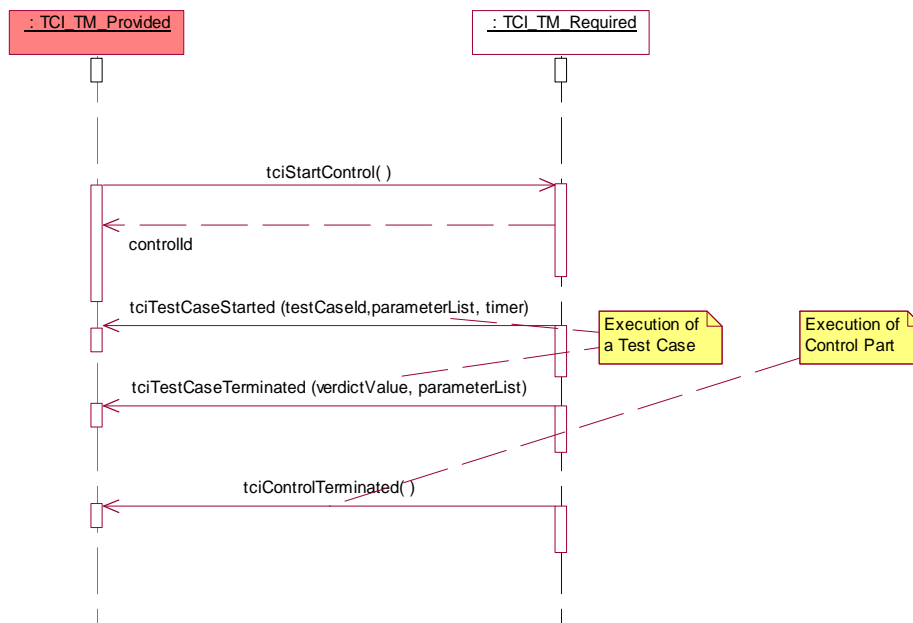 : TCI_TM_Provided
: TCI_TM_Required
tciStartControl( )
controlId
tciTestCaseStarted (testCaseId,parameterList, timer)
Execution of
a Test Case
Execution of
Control Part
tciTestCaseTerminated (verdictValue, parameterList)
tciControlTerminated( )